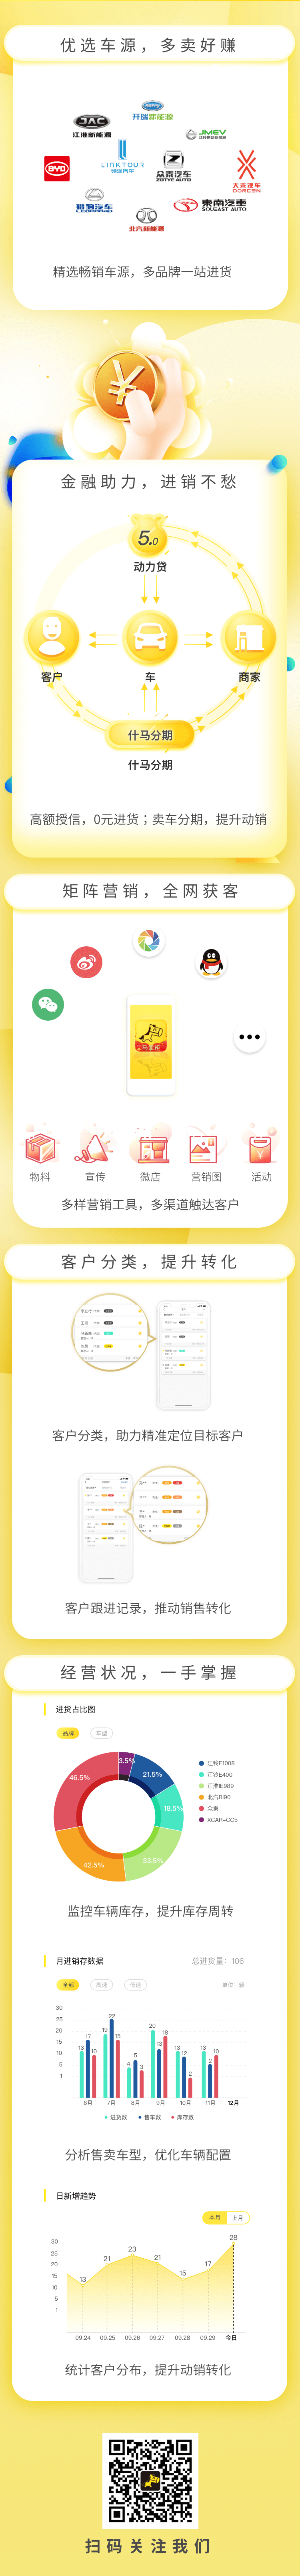 优选车源，多卖好赚
JAC
江淮新能源
开瑞新能源
JMEV
BYD
LINKTOUR
领途汽车
众泰汽车
ZOTYE AUTO
大乘汽车
DORCEN
猎豹汽车
LEOPAARD
北汽新能源
東南汽車
SOUEAST AUTO
精选畅销车源，多品牌一站进货
¥
金融助力，进销不愁
5.0
动力贷
客户
车
商家
什马分期
什马分期
高额授信，0元进货；卖车分期，提升动销
矩阵营销，全网获客
物料
宣传
微店
营销图
活动
多样营销工具，多渠道触达客户
客户分类，提升转化
客户分类，助力精准定位目标客户
客户跟进记录，推动销售转化
经营状况，一手掌握
进货占比图
品牌
车型
3.5%
21.5%
18.5%
33.5%
42.5%
46.5%
江铃E100B
江铃E400
江淮IE989
北汽BI90
众泰
XCAR-CC5
监控车辆库存，提升库存周转
月进销存数据
总进货量：106
全部
高速
低速
单位：辆
30
25
20
15
10
5
1
13
17
10
19
22
15
4
5
3
20
13
18
13
12
2
13
2
10
6月
7月
8月
9月
10月
11月
12月
进货数
售车数
库存数
分析售卖车型，优化车辆配置
日新增趋势
本月
上月
30
25
20
15
10
5
1
13
21
23
21
15
17
28
09.24
09.25
09.26
09.27
09.28
09.29
今日
统计客户分布，提升动销转化
扫码关注我们